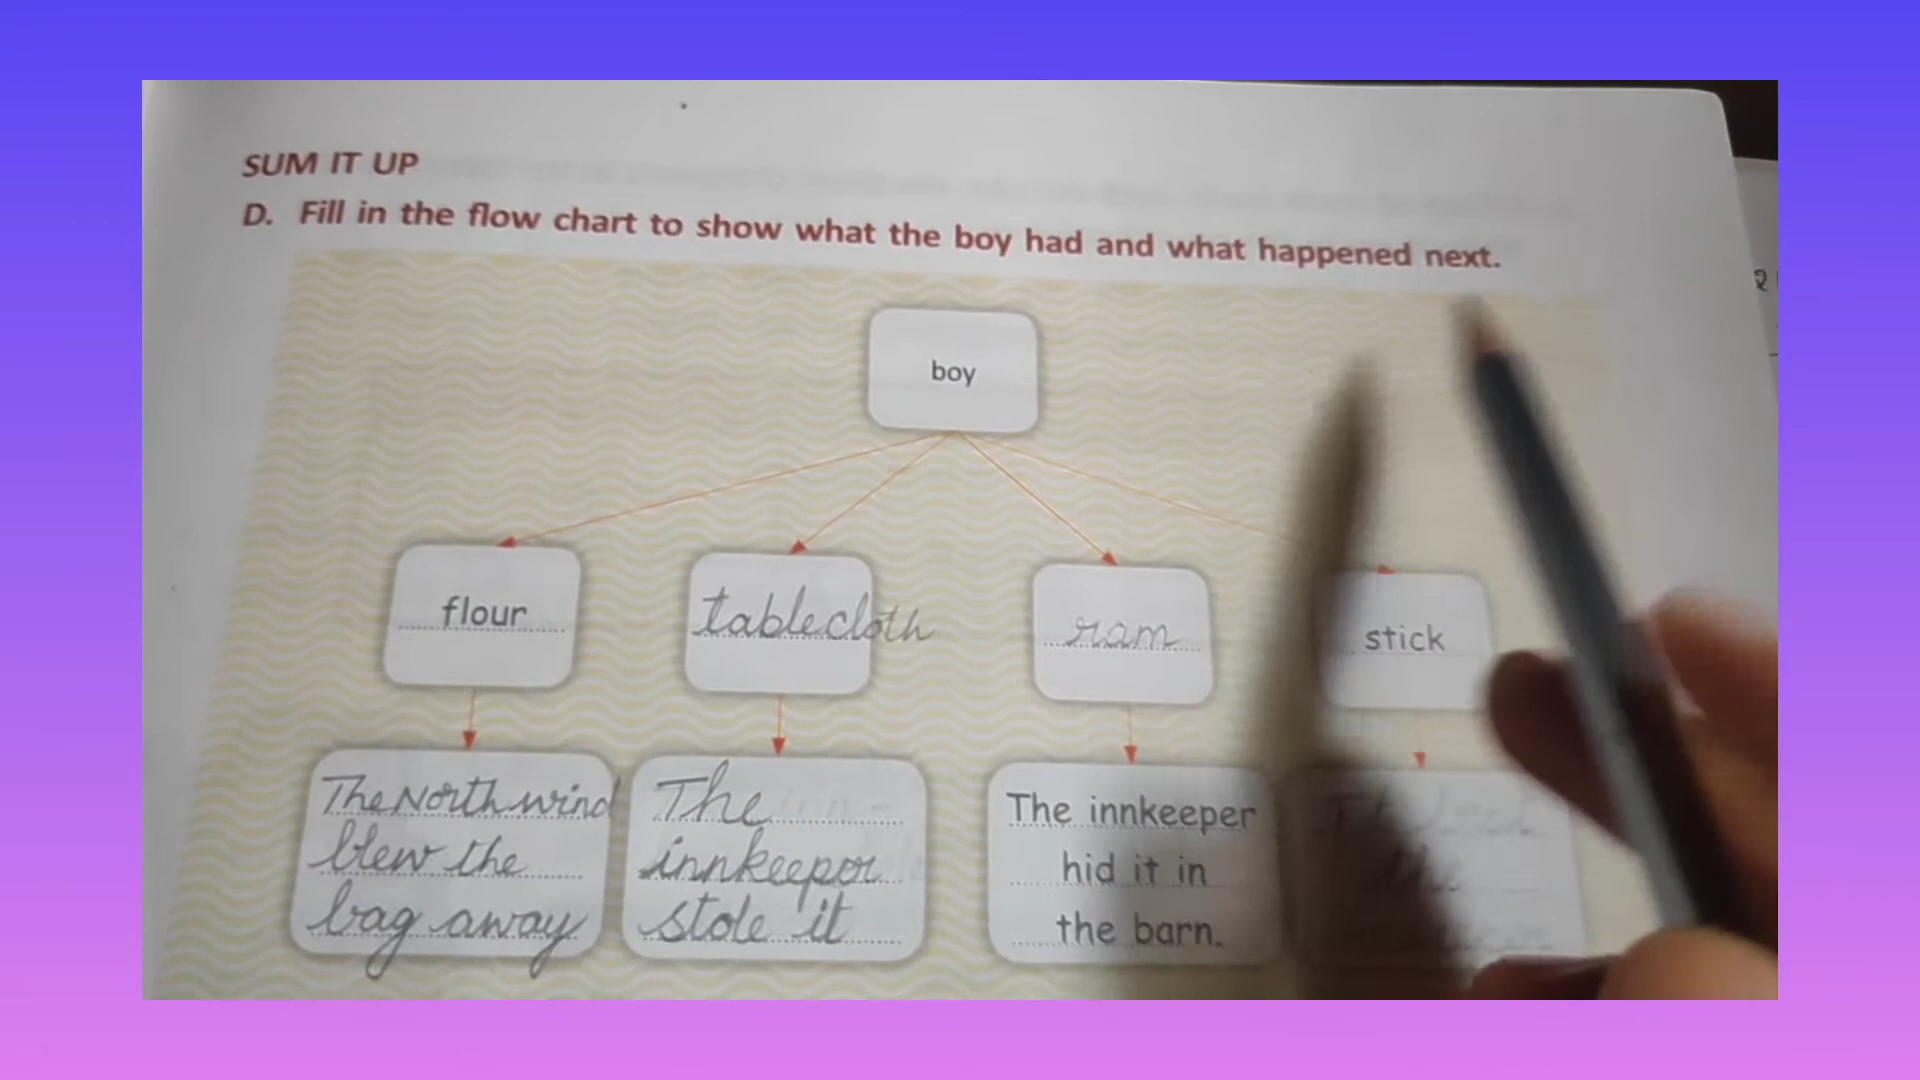 SUM IT UP
D. Fill in the flow chart to show what the boy had and what happened next.
boy
flour
tablecloth
ram
stick
The North wind
blew the
bag away
The
innkeeper
stole it
The innkeeper
hid it in
the barn.